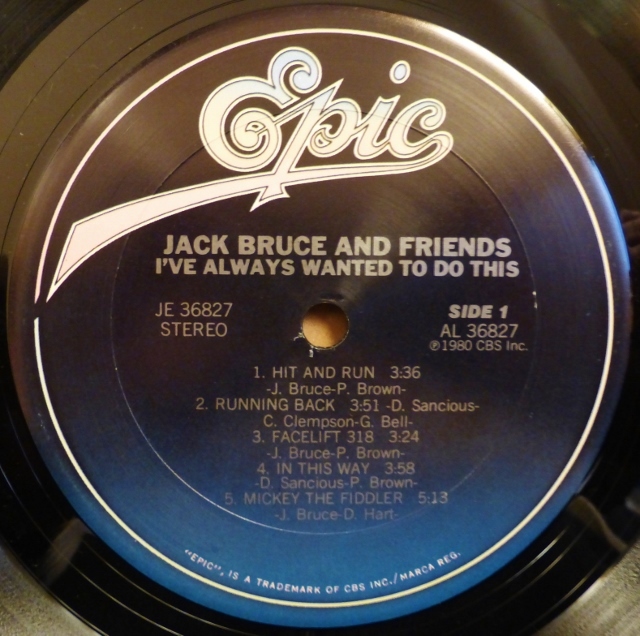 Epic
JACK BRUCE AND FRIENDS
I'VE ALWAYS WANTED TO DO THIS
JE 36827
STEREO
SIDE 1
AL 36827
℗1980 CBS Inc.
1. HIT AND RUN 3:36
-J. Bruce-P. Brown-
2. RUNNING BACK 3:51 -D. Sancious-
C. Clempson-G. Bell-
3. FACELIFT 318 3:24
-J. Bruce-P. Brown-
4. IN THIS WAY 3:58
-D. Sancious-P. Brown-
5. MICKEY THE FIDDLER 5:13
-J. Bruce-D. Hart-
"EPIC", IS A TRADEMARK OF CBS INC./MARCA REG.